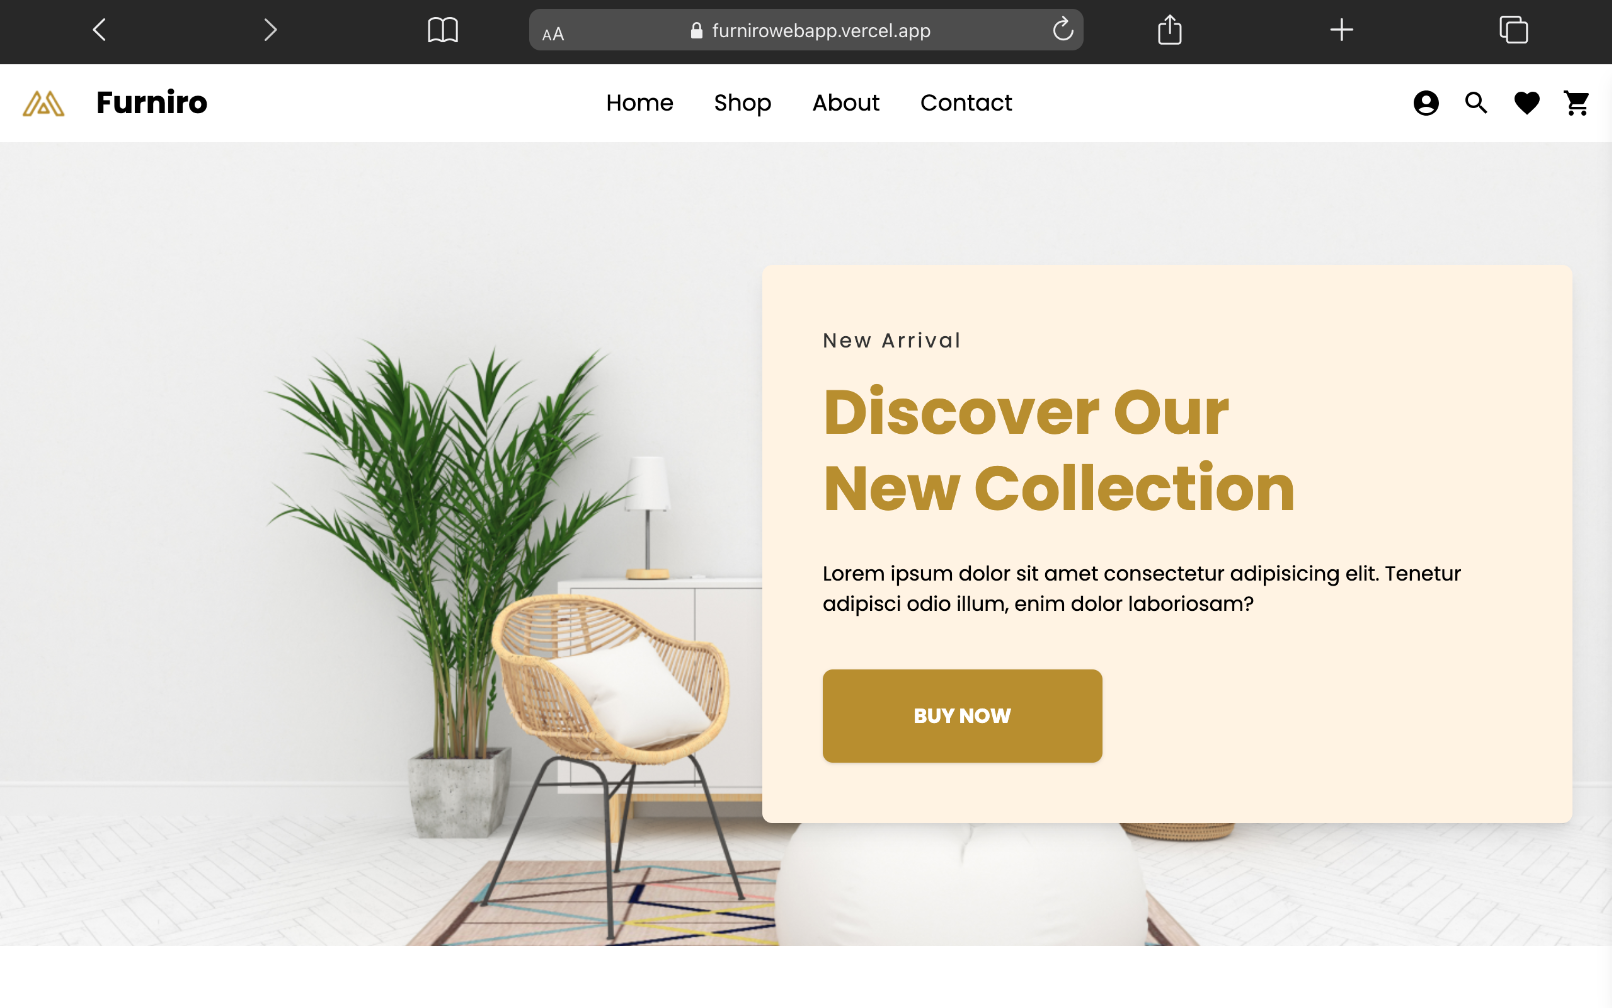 AA
furnirowebapp.vercel.app
Furniro
Home
Shop
About
Contact
New Arrival
Discover Our
New Collection
Lorem ipsum dolor sit amet consectetur adipisicing elit. Tenetur
adipisci odio illum, enim dolor laboriosam?
BUY NOW